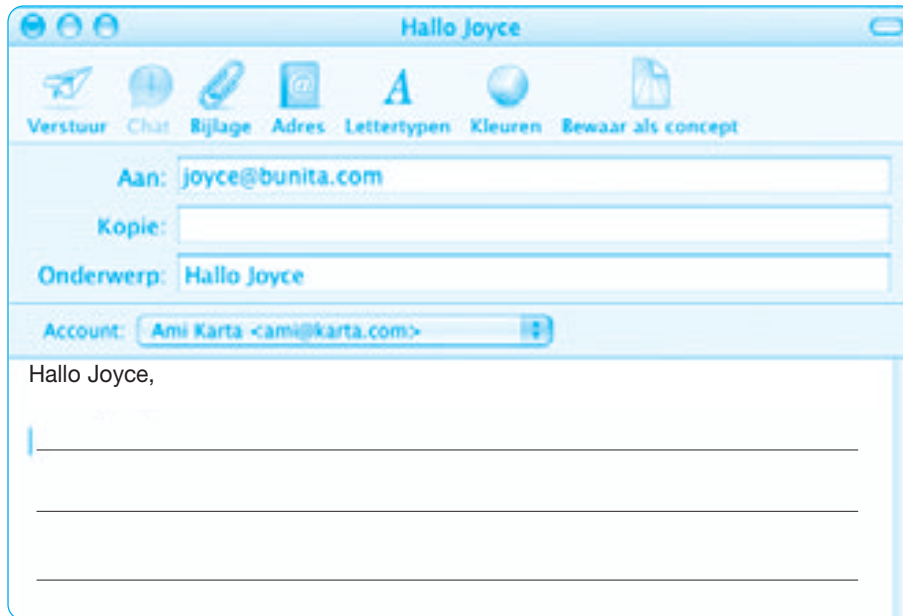 Hallo Joyce
Verstuur Chat Bijlage Adres Lettertypen Kleuren Bewaar als concept
Aan: joyce@bunita.com
Kopie:
Onderwerp: Hallo Joyce
Account: Ami Karta <ami@karta.com>
Hallo Joyce,